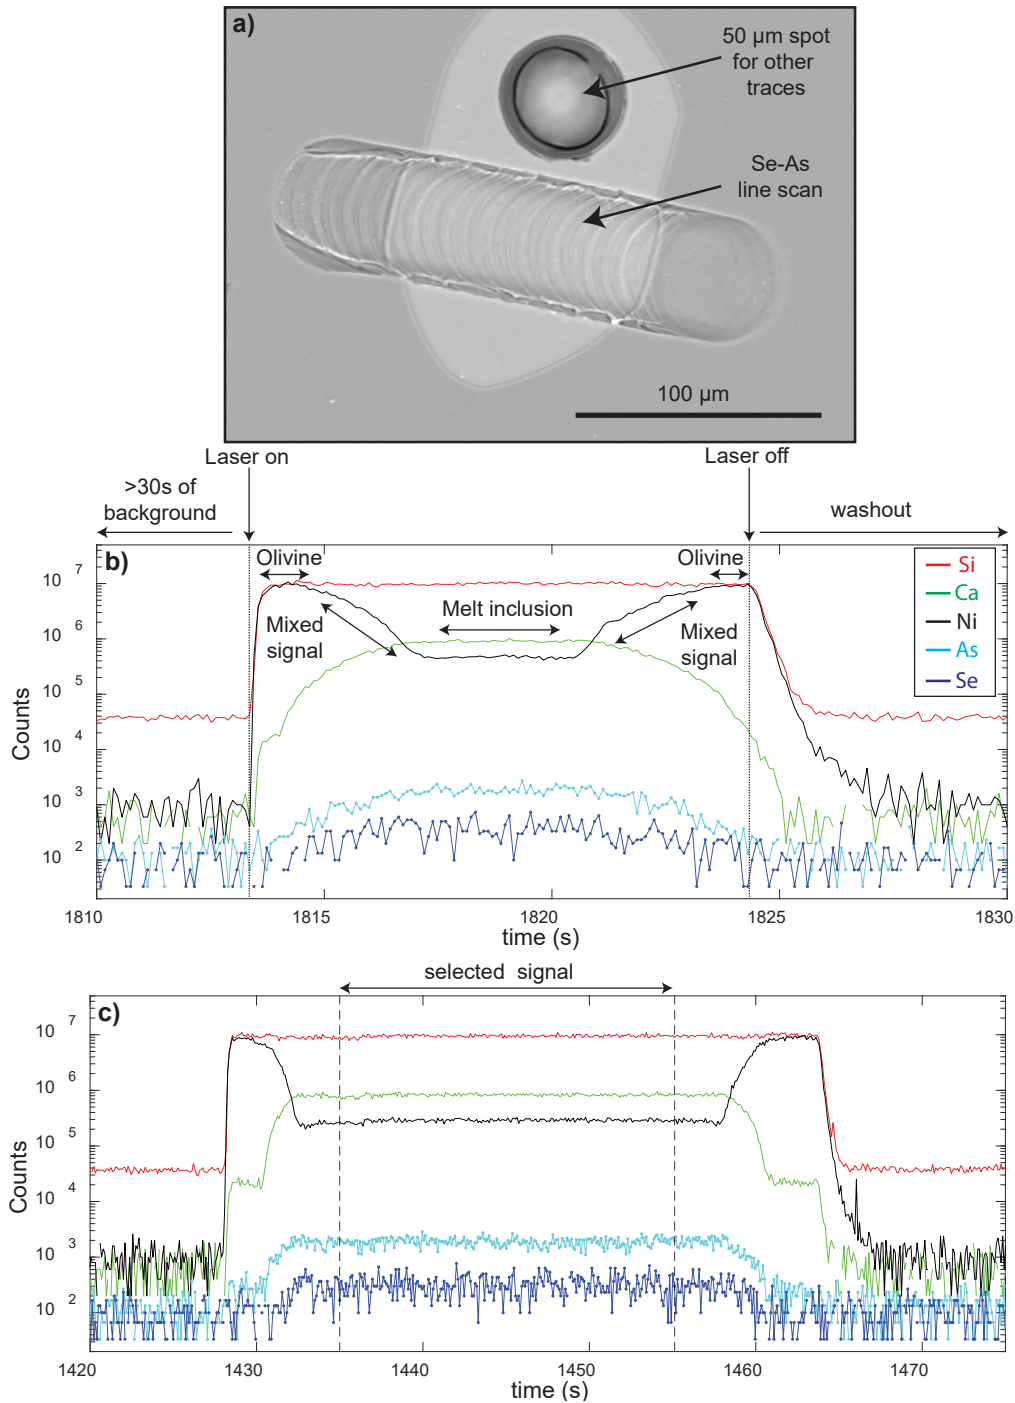 a)
50 µm spot
for other
traces
Se-As
line scan
100 µm
Laser on
Laser off
>30s of
background
washout
b)
Olivine
Olivine
Mixed
signal
Melt inclusion
Mixed
signal
Si
Ca
Ni
As
Se
10 7
10 6
10 5
10 4
10 3
10 2
Counts
1810
1815
1820
1825
1830
time (s)
selected signal
c)
10 7
10 6
10 5
10 4
10 3
10 2
Counts
1420
1430
1440
1450
1460
1470
time (s)